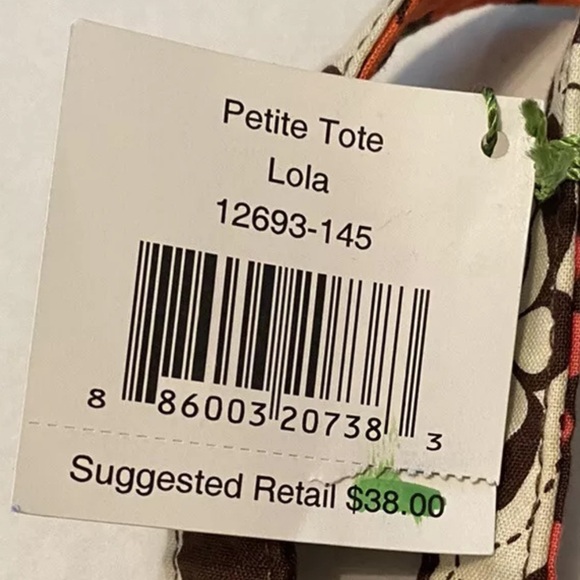 Petite Tote
Lola
12693-145
8 86003 20738 3
Suggested Retail $38.00